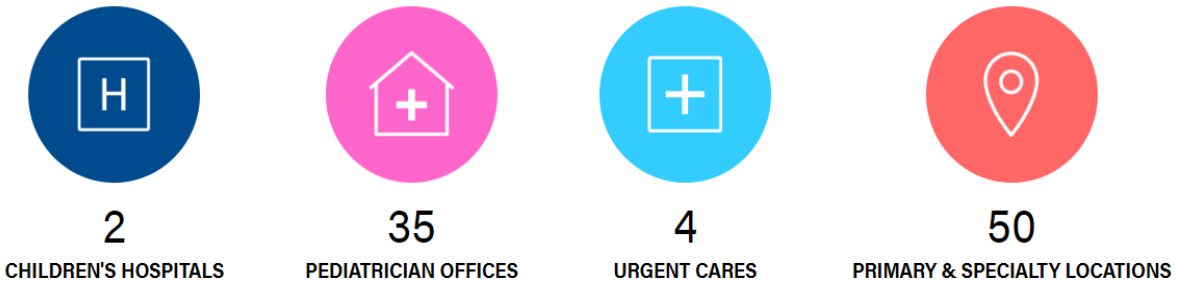 H
2 35 4 50
CHILDREN'S HOSPITALS PEDIATRICIAN OFFICES URGENT CARES PRIMARY & SPECIALTY LOCATIONS